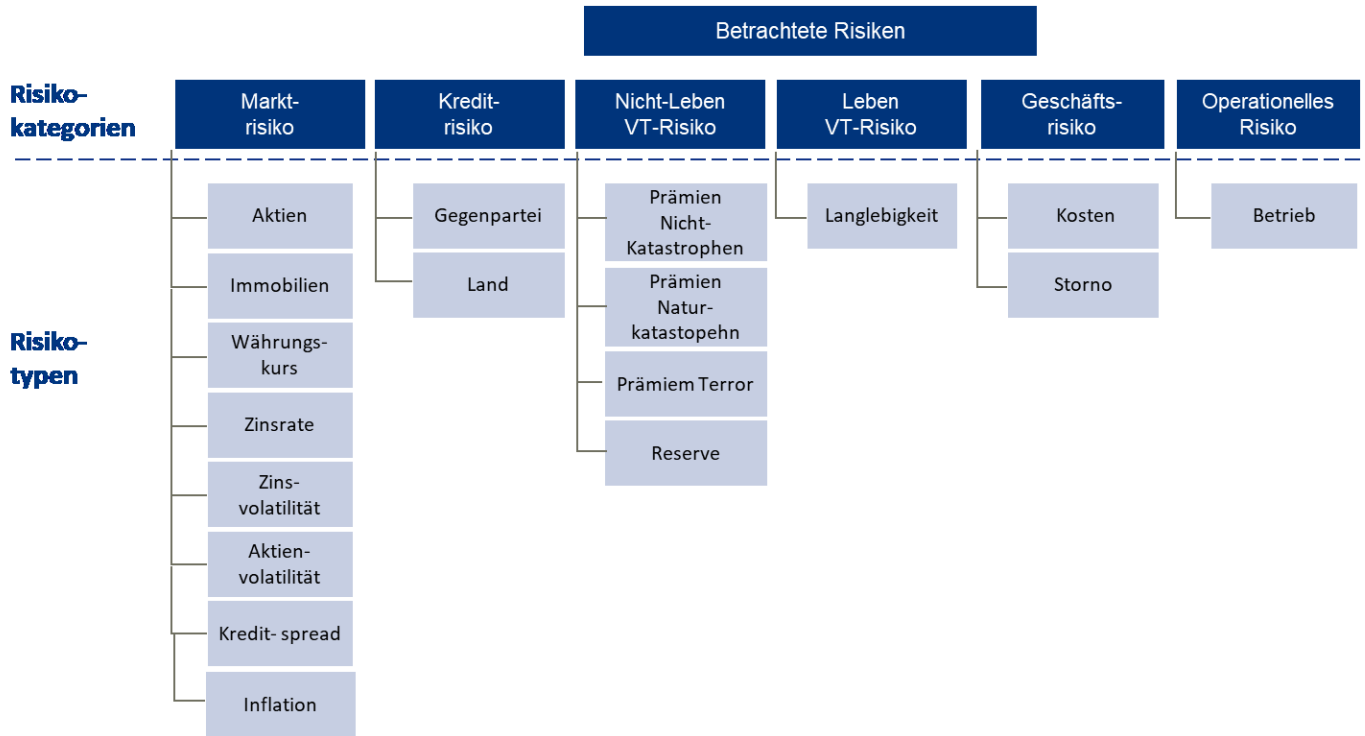 Betrachtete Risiken
Risiko-
kategorien
Markt-
risiko
Kredit-
risiko
Nicht-Leben
VT-Risiko
Leben
VT-Risiko
Geschäfts-
risiko
Operationelles
Risiko
Risiko-
typen
Aktien
Immobilien
Währungs-
kurs
Zinsrate
Zins-
volatilität
Aktien-
volatilität
Kredit- spread
Inflation
Gegenpartei
Land
Prämien
Nicht-
Katastrophen
Prämien
Natur-
katastopehn
Prämiem Terror
Reserve
Langlebigkeit
Kosten
Storno
Betrieb